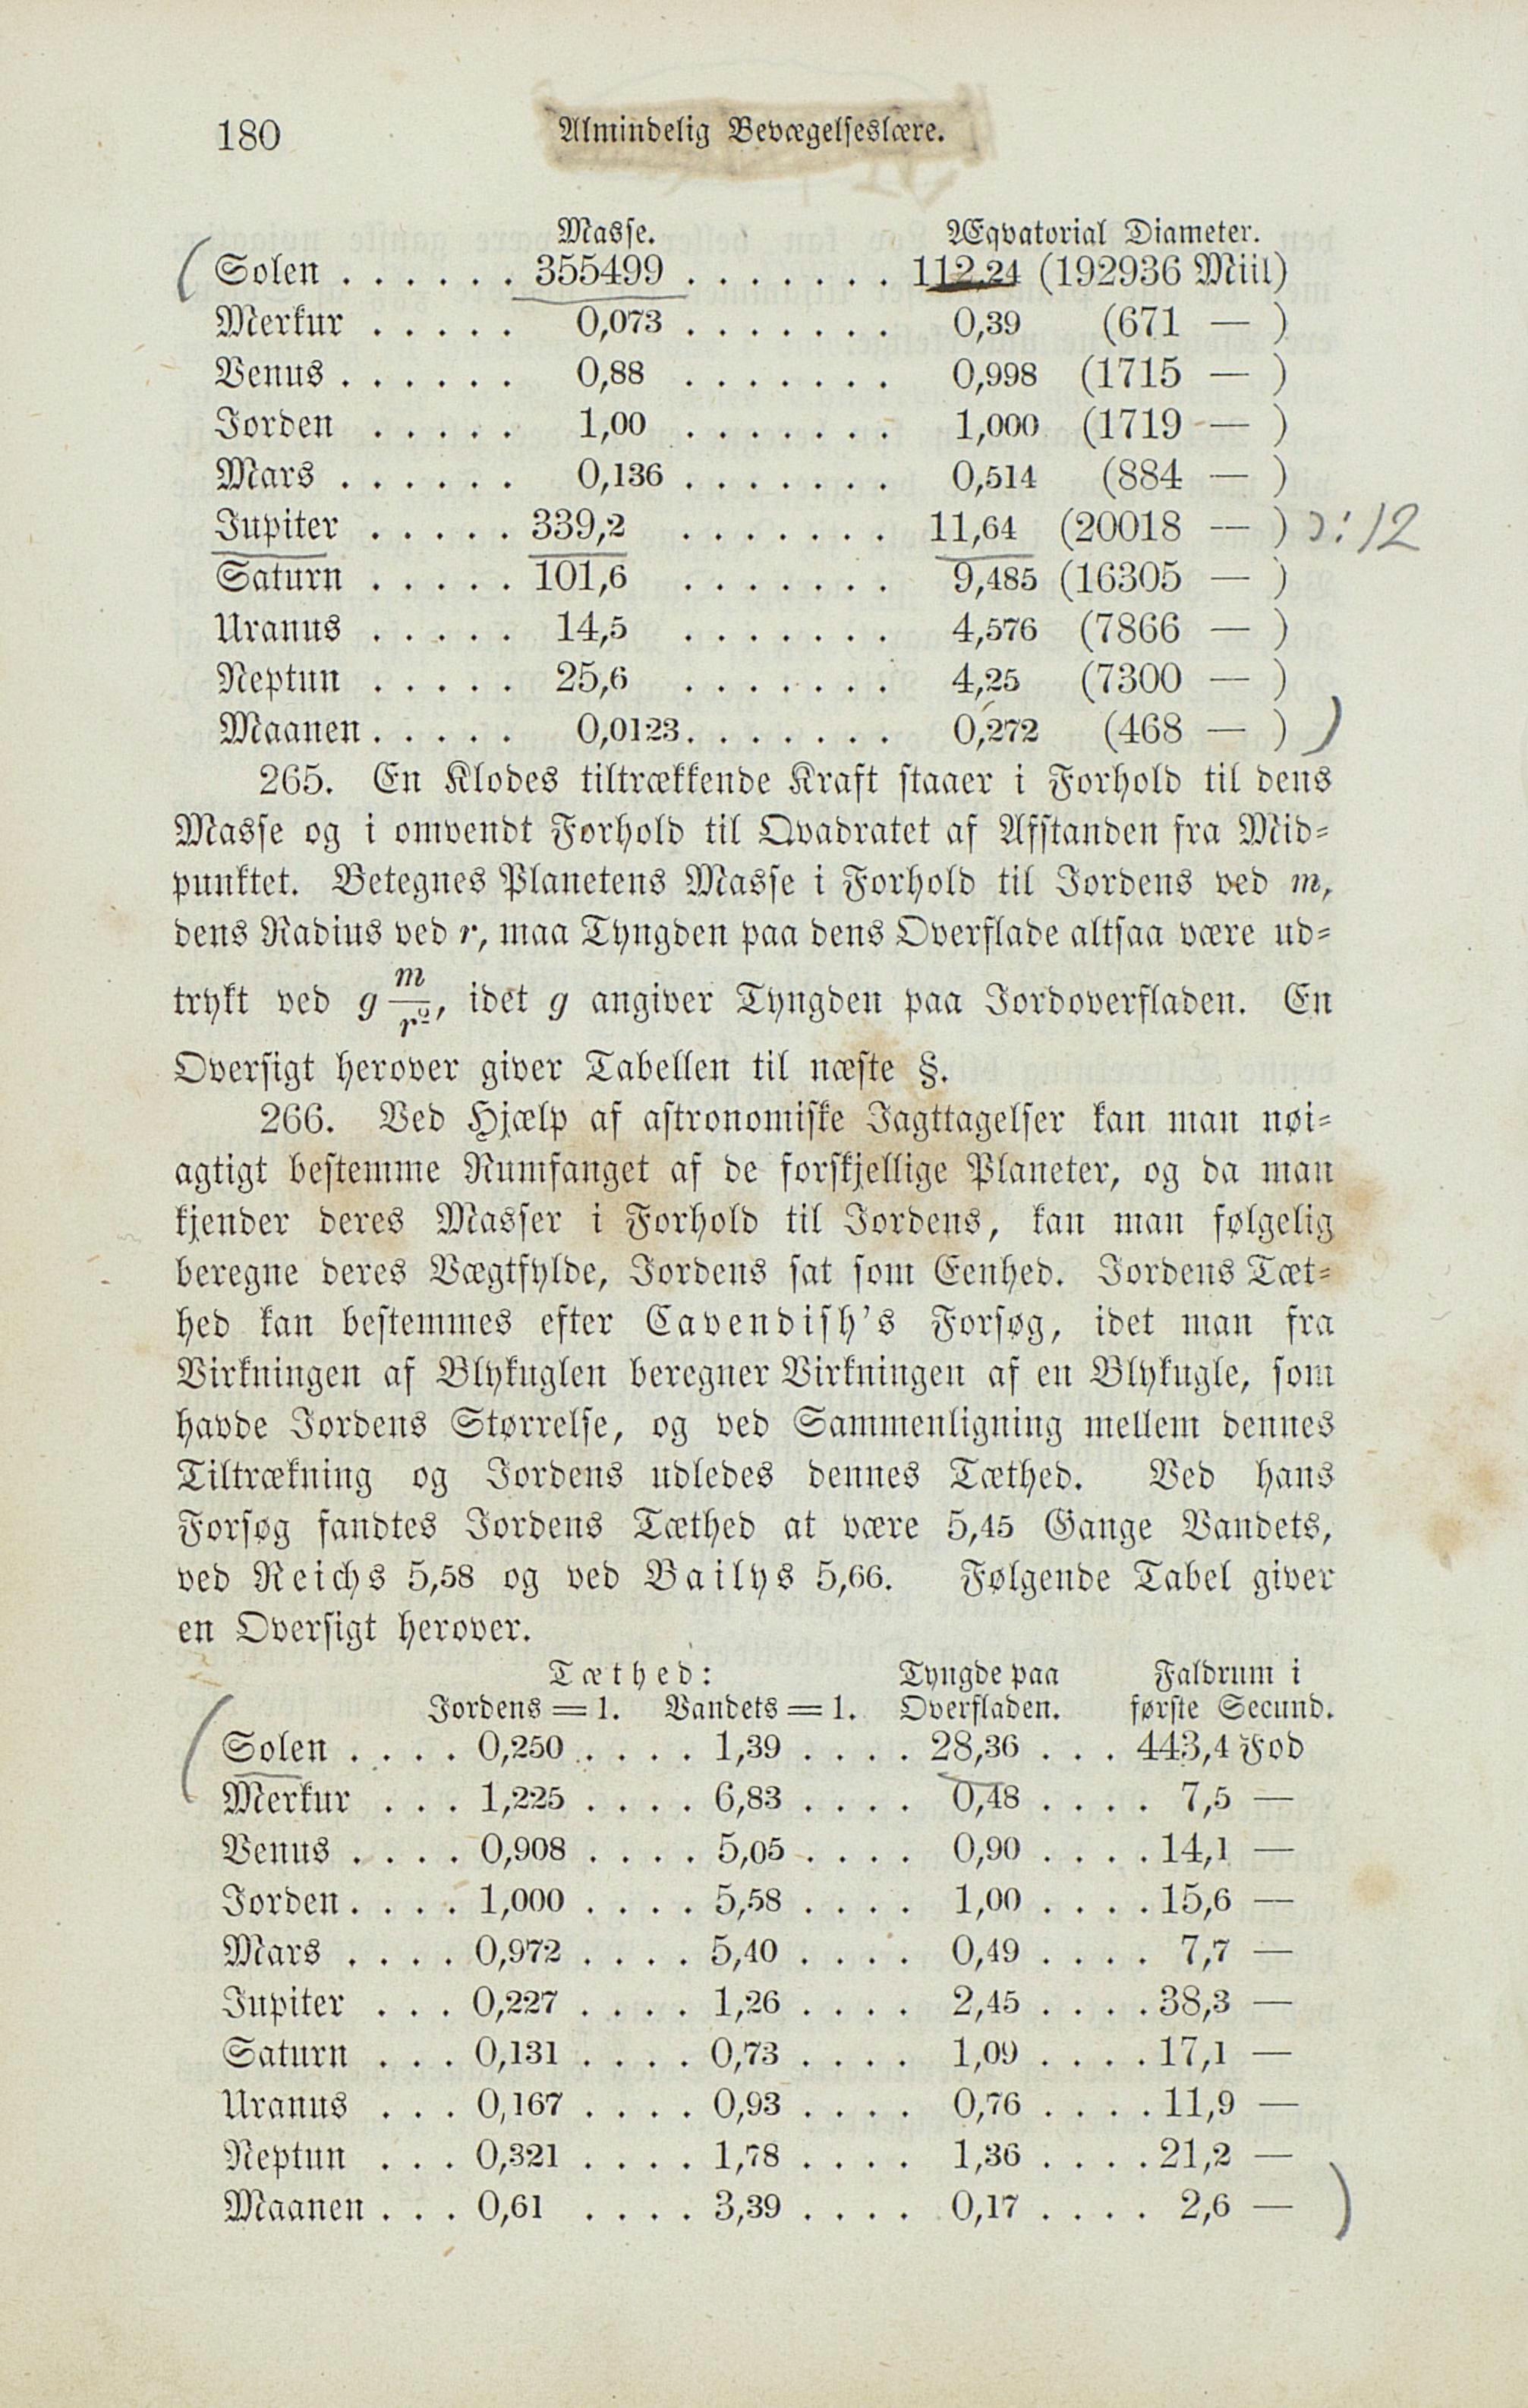 180
Almindelig Bevægelseslære.
Masse. Æqvatorial Diameter.
(Solen . . . . . . 355499 . . . . . . . 112,24 (192936 Miil)
Merkur . . . . . 0,073 . . . . . . . 0,39 (671 — )
Venus . . . . . . 0,88 . . . . . . . 0,998 (1715 — )
Jorden . . . . . 1,00 . . . . . . . 1,000 (1719 — )
Mars . . . . . . 0,136 . . . . . . . 0,514 (884 — )
Jupiter . . . . . 339,2 . . . . . . . 11,64 (20018 — ) ɔ: 12
Saturn . . . . . 101,6 . . . . . . . 9,485 (16305 — )
Uranus . . . . . 14,5 . . . . . . . 4,576 (7866 — )
Neptun . . . . . 25,6 . . . . . . . 4,25 (7300 — )
Maanen . . . . . 0,0123 . . . . . . . 0,272 (468 — ) )
265. En Klodes tiltrækkende Kraft staaer i Forhold til dens
Masse og i omvendt Forhold til Qvadratet af Afstanden fra Mid-
punktet. Betegnes Planetens Masse i Forhold til Jordens ved m,
dens Radius ved r, maa Tyngden paa dens Overflade altsaa være ud-
trykt ved g m/r², idet g angiver Tyngden paa Jordoverfladen. En
Oversigt herover giver Tabellen til næste §.
266. Ved Hjælp af astronomiske Jagttagelser kan man nøi-
agtigt bestemme Rumfanget af de forskjellige Planeter, og da man
kjender deres Masser i Forhold til Jordens, kan man følgelig
beregne deres Vægtfylde, Jordens sat som Eenhed. Jordens Tæt-
hed kan bestemmes efter Cavendish's Forsøg, idet man fra
Virkningen af Blykuglen beregner Virkningen af en Blykugle, som
havde Jordens Størrelse, og ved Sammenligning mellem dennes
Tiltrækning og Jordens udledes dennes Tæthed. Ved hans
Forsøg fandtes Jordens Tæthed at være 5,45 Gange Vandets,
ved Reichs 5,58 og ved Bailys 5,66. Følgende Tabel giver
en Oversigt herover.
Tæthed: Tyngde paa Faldrum i
Jordens = 1. Vandets = 1. Overfladen. første Secund.
(Solen . . . . 0,250 . . . . 1,39 . . . . 28,36 . . . 443,4 Fod
Merkur . . . 1,225 . . . . 6,83 . . . . 0,48 . . . . 7,5 —
Venus . . . . 0,908 . . . . 5,05 . . . . 0,90 . . . . 14,1 —
Jorden . . . . 1,000 . . . . 5,58 . . . . 1,00 . . . . 15,6 —
Mars . . . . 0,972 . . . . 5,40 . . . . 0,49 . . . . 7,7 —
Jupiter . . . 0,227 . . . . 1,26 . . . . 2,45 . . . . 38,3 —
Saturn . . . 0,131 . . . . 0,73 . . . . 1,09 . . . . 17,1 —
Uranus . . . 0,167 . . . . 0,93 . . . . 0,76 . . . . 11,9 —
Neptun . . . 0,321 . . . . 1,78 . . . . 1,36 . . . . 21,2 —
Maanen . . . 0,61 . . . . 3,39 . . . . 0,17 . . . . 2,6 — )